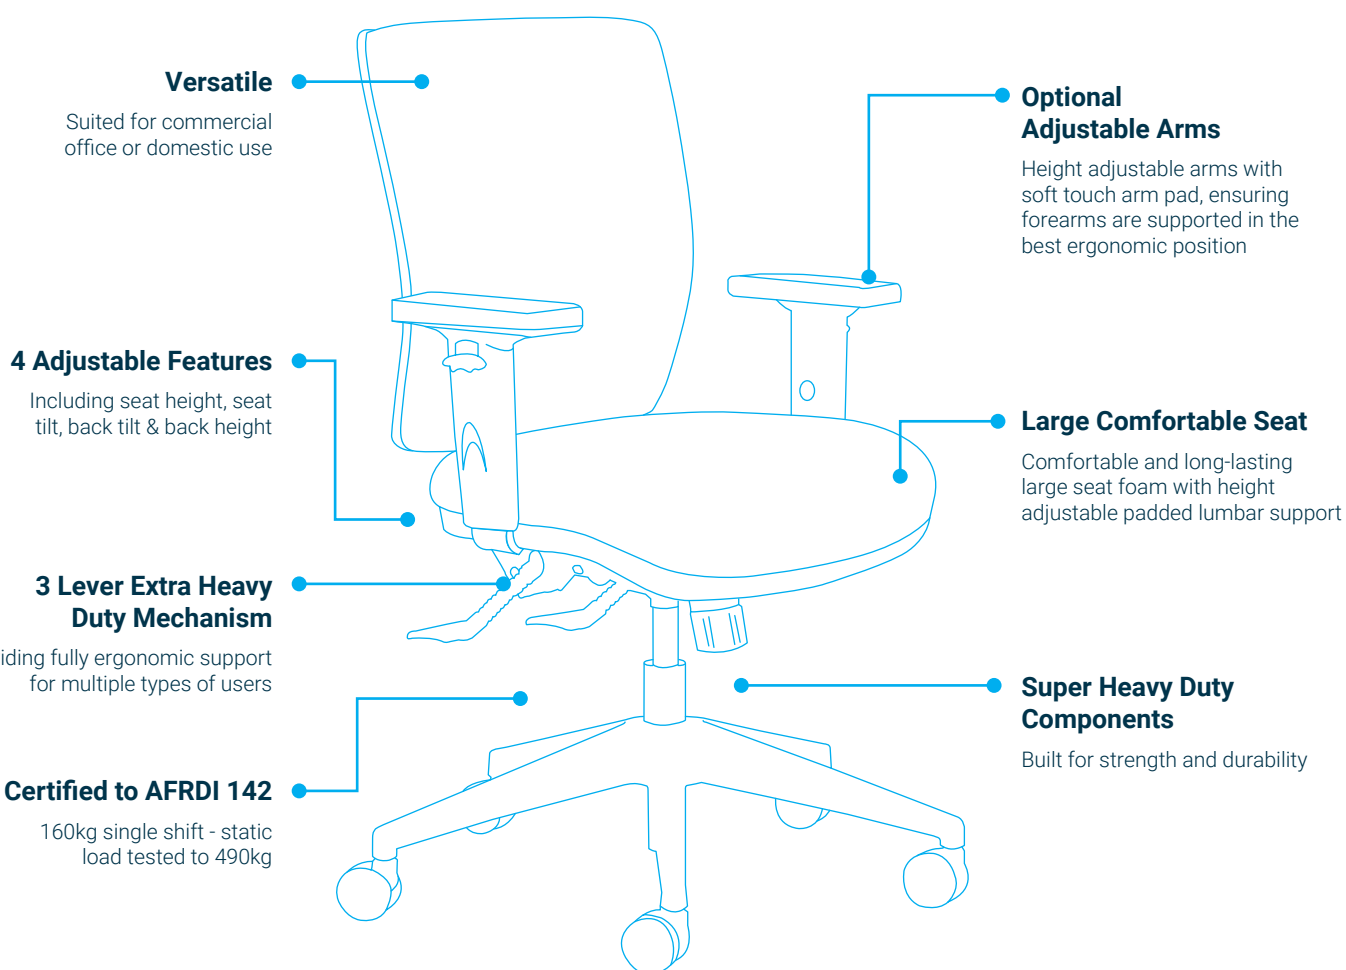 Versatile
Suited for commercial
office or domestic use
4 Adjustable Features
Including seat height, seat
tilt, back tilt & back height
3 Lever Extra Heavy
Duty Mechanism
fully ergonomic support
for multiple types of users
Certified to AFRDI 142
160kg single shift - static
load tested to 490kg
Optional
Adjustable Arms
Height adjustable arms with
soft touch arm pad, ensuring
forearms are supported in the
best ergonomic position
Large Comfortable Seat
Comfortable and long-lasting
large seat foam with height
adjustable padded lumbar support
Super Heavy Duty
Components
Built for strength and durability